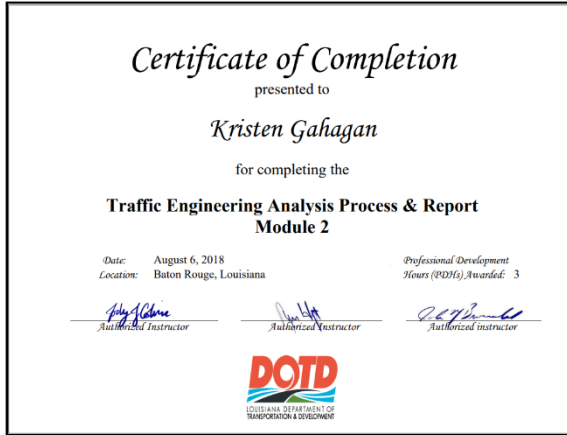 Certificate of Completion
presented to
Kristen Gahagan
for completing the
Traffic Engineering Analysis Process & Report
Module 2
Date: August 6, 2018
Location: Baton Rouge, Louisiana
Professional Development
Hours (PDHs) Awarded: 3
Authorized Instructor
Authorized Instructor
Authorized instructor
DOTD
LOUISIANA DEPARTMENT OF
TRANSPORTATION & DEVELOPMENT